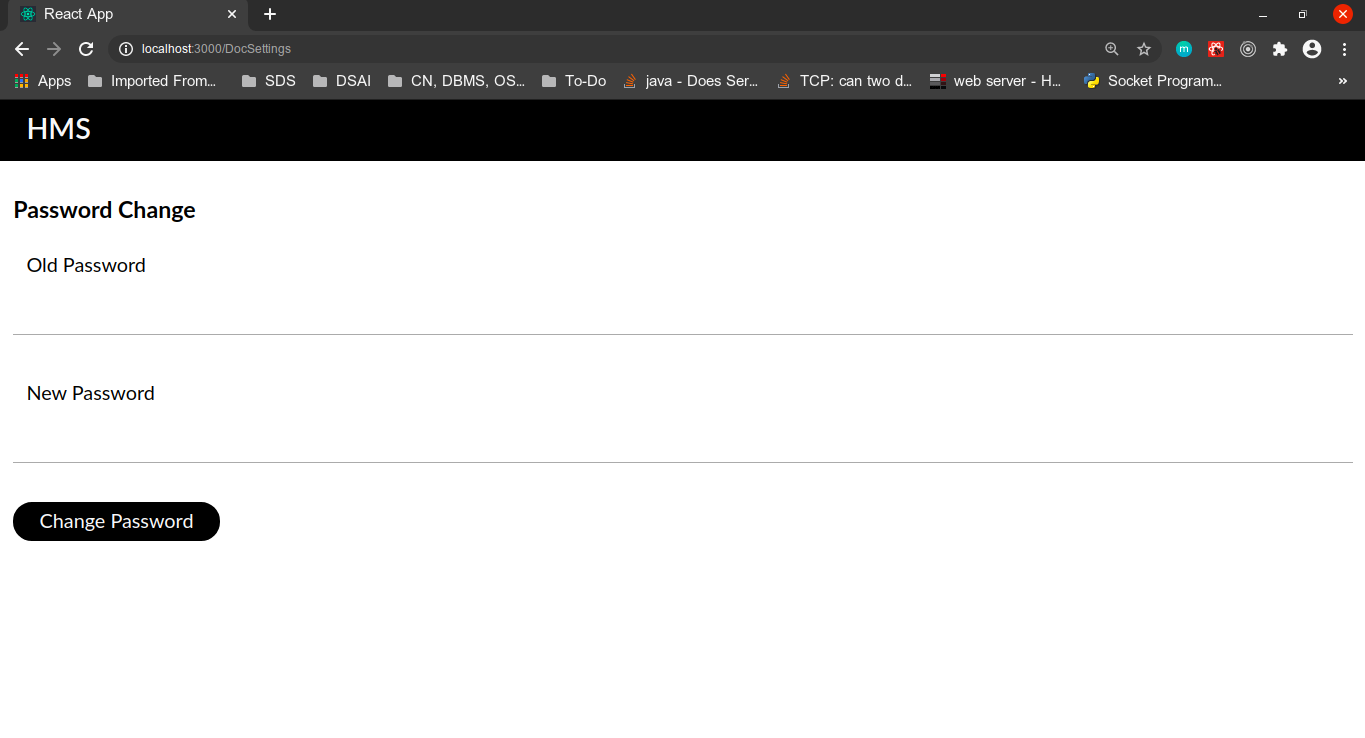 React App
localhost:3000/DocSettings
m
Apps Imported From... SDS DSAI CN, DBMS, OS... To-Do java - Does Ser... TCP: can two d... web server - H... Socket Program... »
HMS
Password Change
Old Password
New Password
Change Password